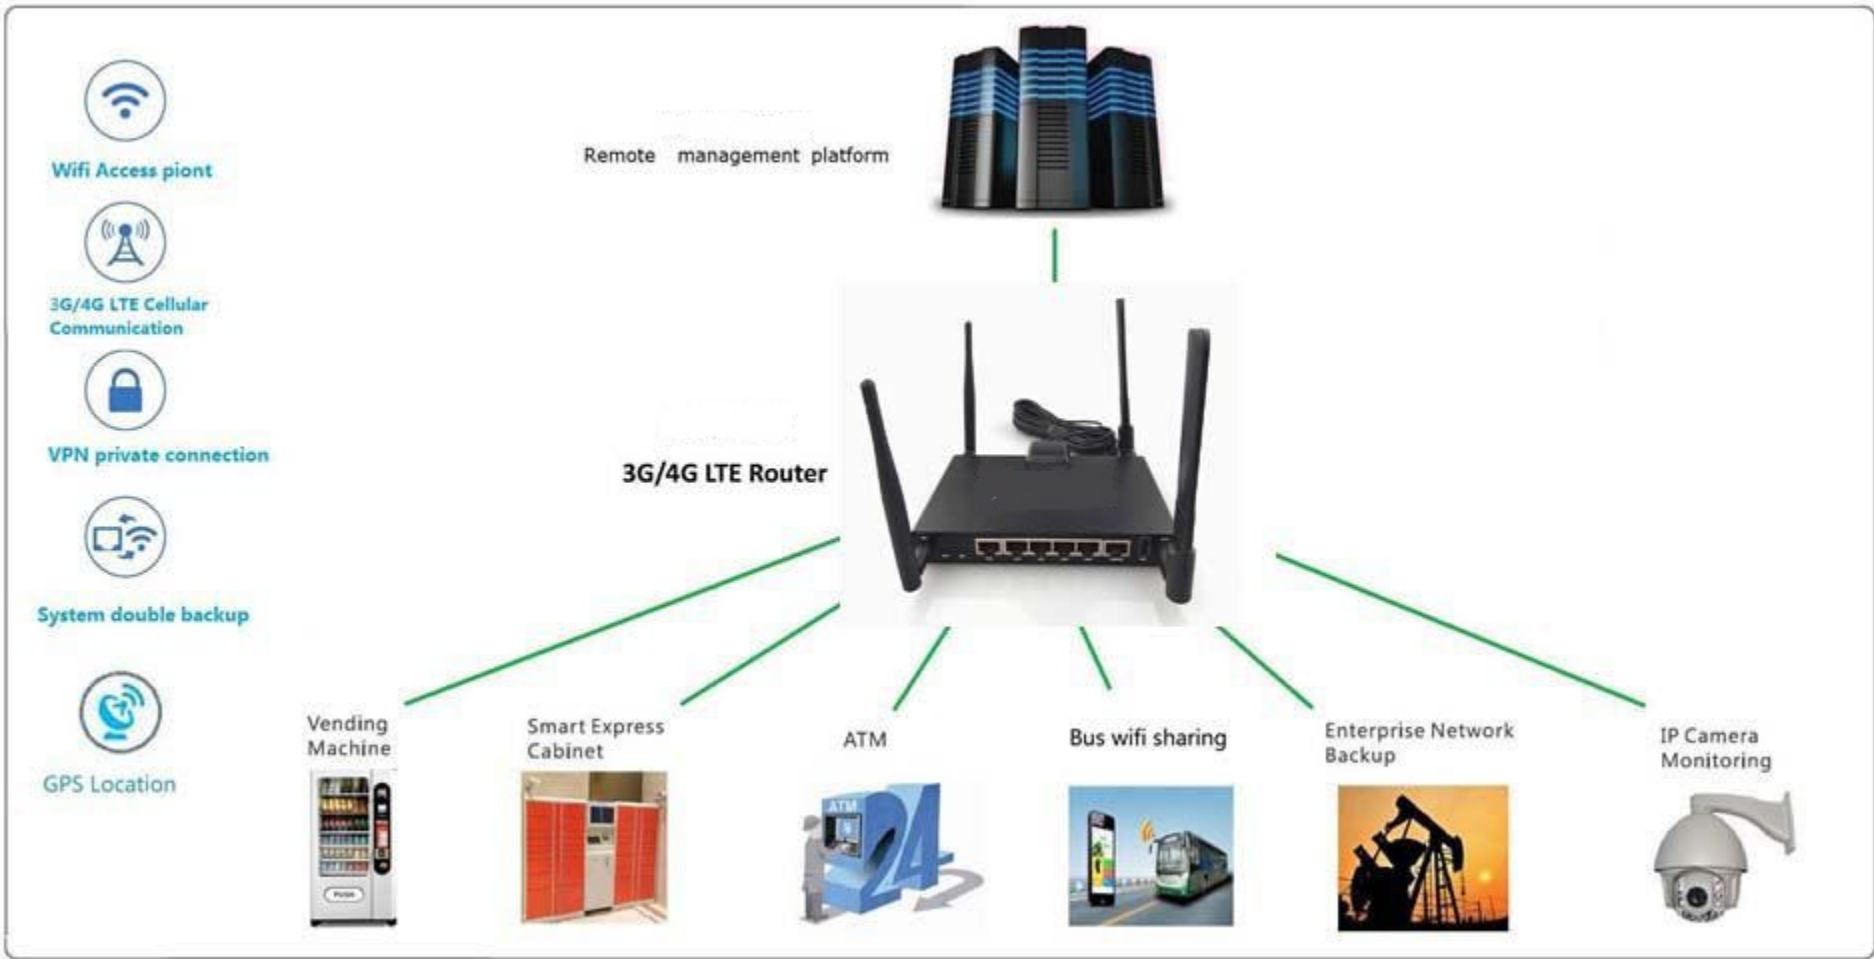 Wifi Access piont
3G/4G LTE Cellular
Communication
VPN private connection
System double backup
GPS Location
Remote management platform
3G/4G LTE Router
Vending
Machine
PUSH
Smart Express
Cabinet
ATM
ATM
24
Bus wifi sharing
Enterprise Network
Backup
IP Camera
Monitoring